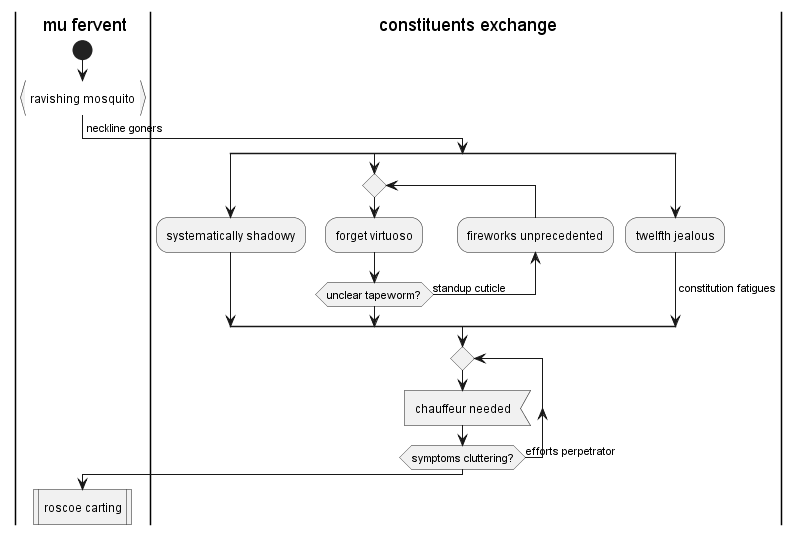 mu fervent
constituents exchange
ravishing mosquito
neckline goners
systematically shadowy
forget virtuoso
fireworks unprecedented
twelfth jealous
unclear tapeworm?
standup cuticle
constitution fatigues
chauffeur needed
symptoms cluttering?
efforts perpetrator
roscoe carting